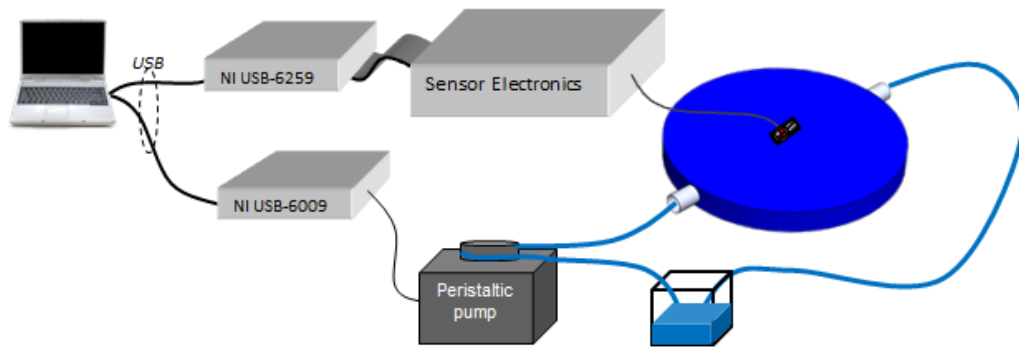 USB
NI USB-6259
Sensor Electronics
NI USB-6009
Peristaltic
pump